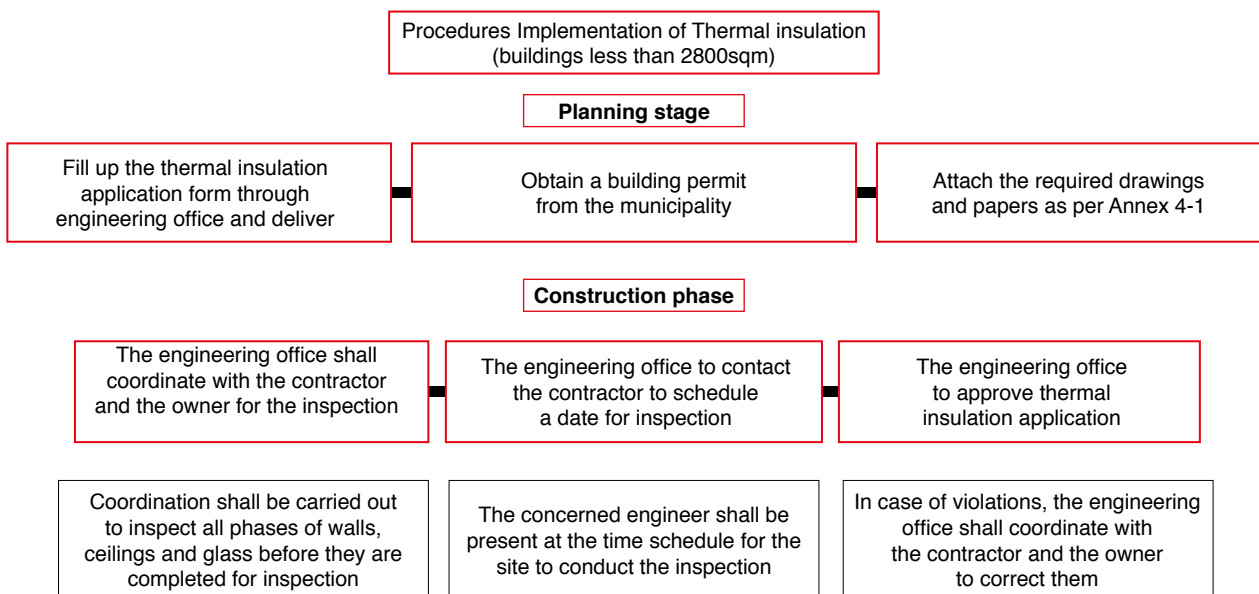 Procedures Implementation of Thermal insulation
(buildings less than 2800sqm)
Planning stage
Fill up the thermal insulation
application form through
engineering office and deliver
Obtain a building permit
from the municipality
Attach the required drawings
and papers as per Annex 4-1
Construction phase
The engineering office shall
coordinate with the contractor
and the owner for the inspection
The engineering office to contact
the contractor to schedule
a date for inspection
The engineering office
to approve thermal
insulation application
Coordination shall be carried out
to inspect all phases of walls,
ceilings and glass before they are
completed for inspection
The concerned engineer shall be
present at the time schedule for the
site to conduct the inspection
In case of violations, the engineering
office shall coordinate with
the contractor and the owner
to correct them